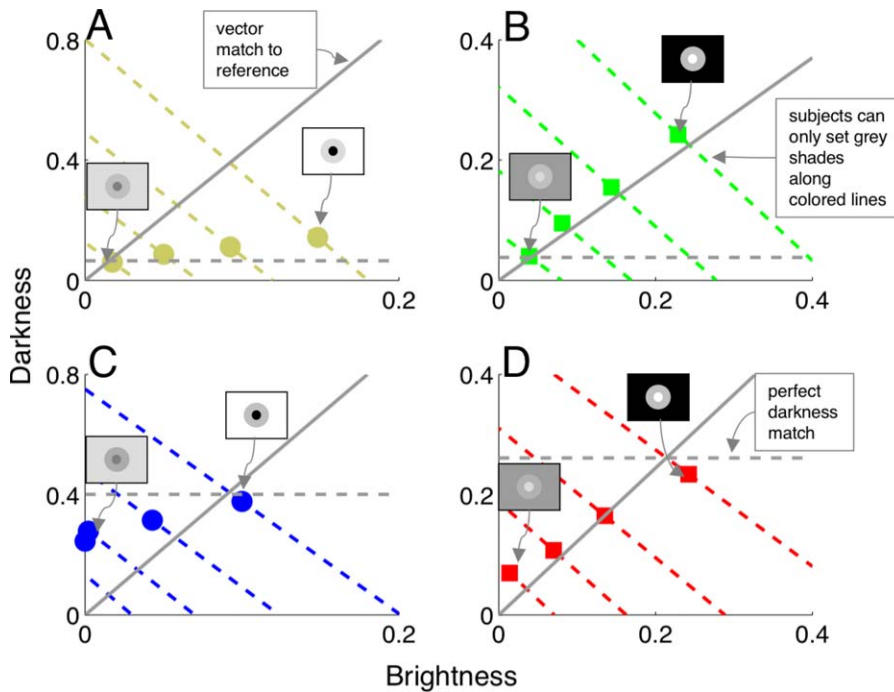 A
B
0.8
0.4
0
0
0.2
vector
match to
reference
0.4
0.2
0
0
0.2
0.4
subjects can
only set grey
shades
along
colored lines
Darkness
C
D
0.8
0.4
0
0
0.2
0.4
0.2
0
0
0.2
0.4
perfect
darkness
match
Brightness